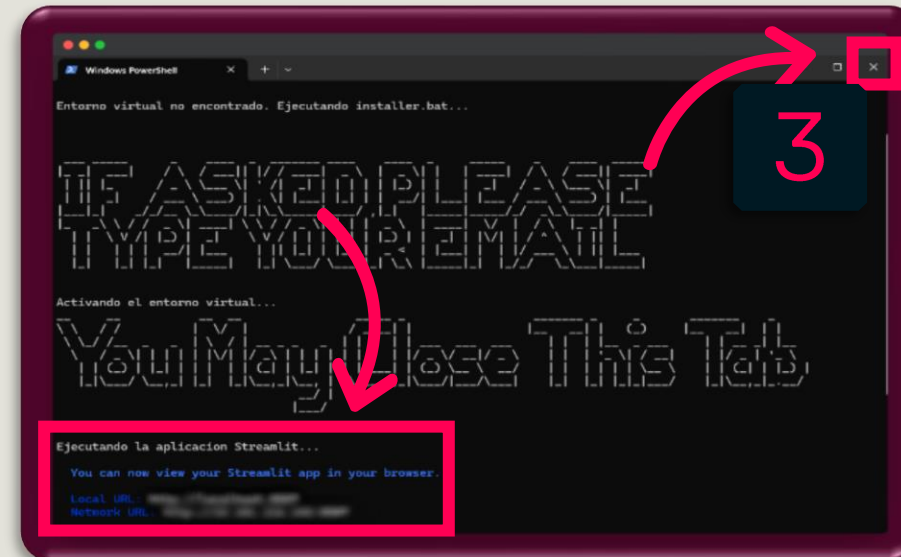 Windows PowerShell
Entorno virtual no encontrado. Ejecutando installer.bat...
3
IF ASKED PLEASE
TYPE YOUR EMAIL
Activando el entorno virtual...
You May Close This Tab
Ejecutando la aplicacion Streamlit...
You can now view your Streamlit app in your browser.
Local URL:
Network URL: